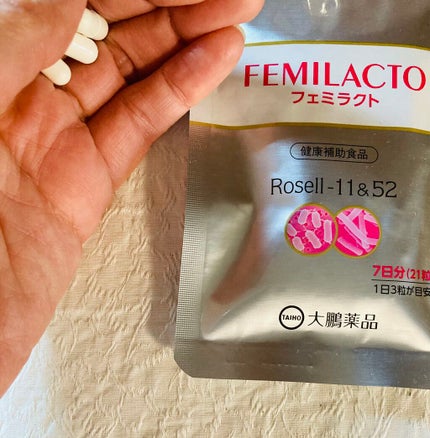 FEMILACTO
フェミラクト
健康補助食品
Rosell-11&52
7日分(21粒
1日3粒が目安
TAIHO 大鵬薬品